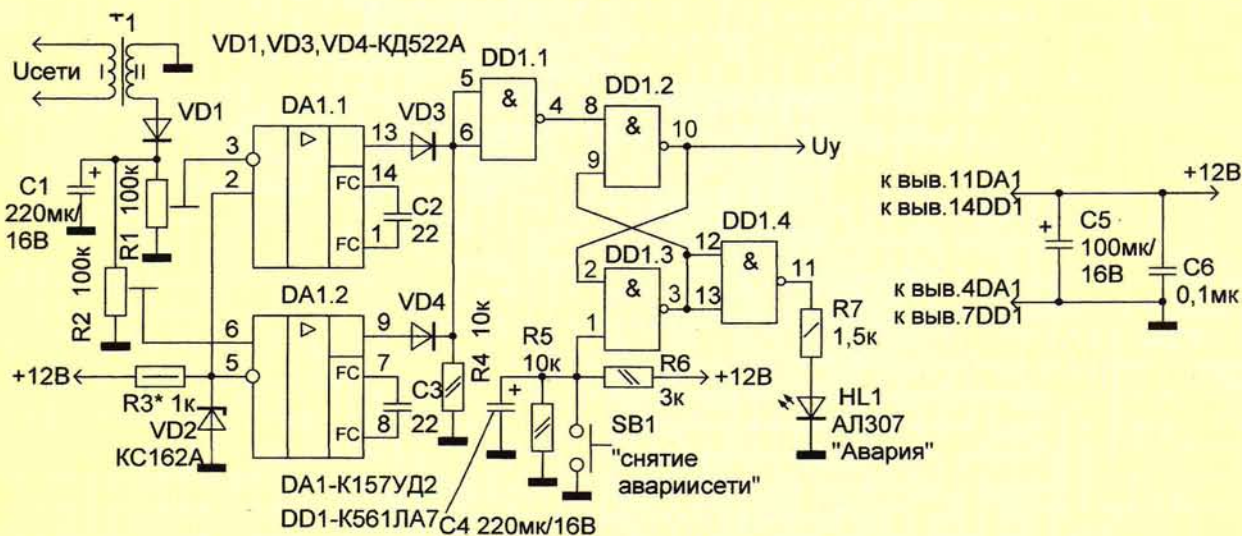 Т1
Uсети
I
II
VD1,VD3,VD4-КД522А
VD1
C1
+
220мк/
16В
R1 100к
R2 100к
DA1.1
3
2
13
14
1
FC
FC
C2
22
VD3
DD1.1
5
6
&
4
DD1.2
8
9
&
10
Uу
DA1.2
6
5
9
7
8
FC
FC
C3
22
VD4
R4 10к
+12В
R3* 1к
VD2
КС162А
DD1.3
2
1
&
3
DD1.4
12
13
&
11
R5
10к
+
R6
3к
+12В
SB1
"снятие
авариисети"
R7
1,5к
HL1
АЛ307
"Авария"
к выв.11DA1
к выв.14DD1
+12В
+
C5
100мк/
16В
C6
0,1мк
к выв.4DA1
к выв.7DD1
DA1-К157УД2
DD1-К561ЛА7
C4 220мк/16В